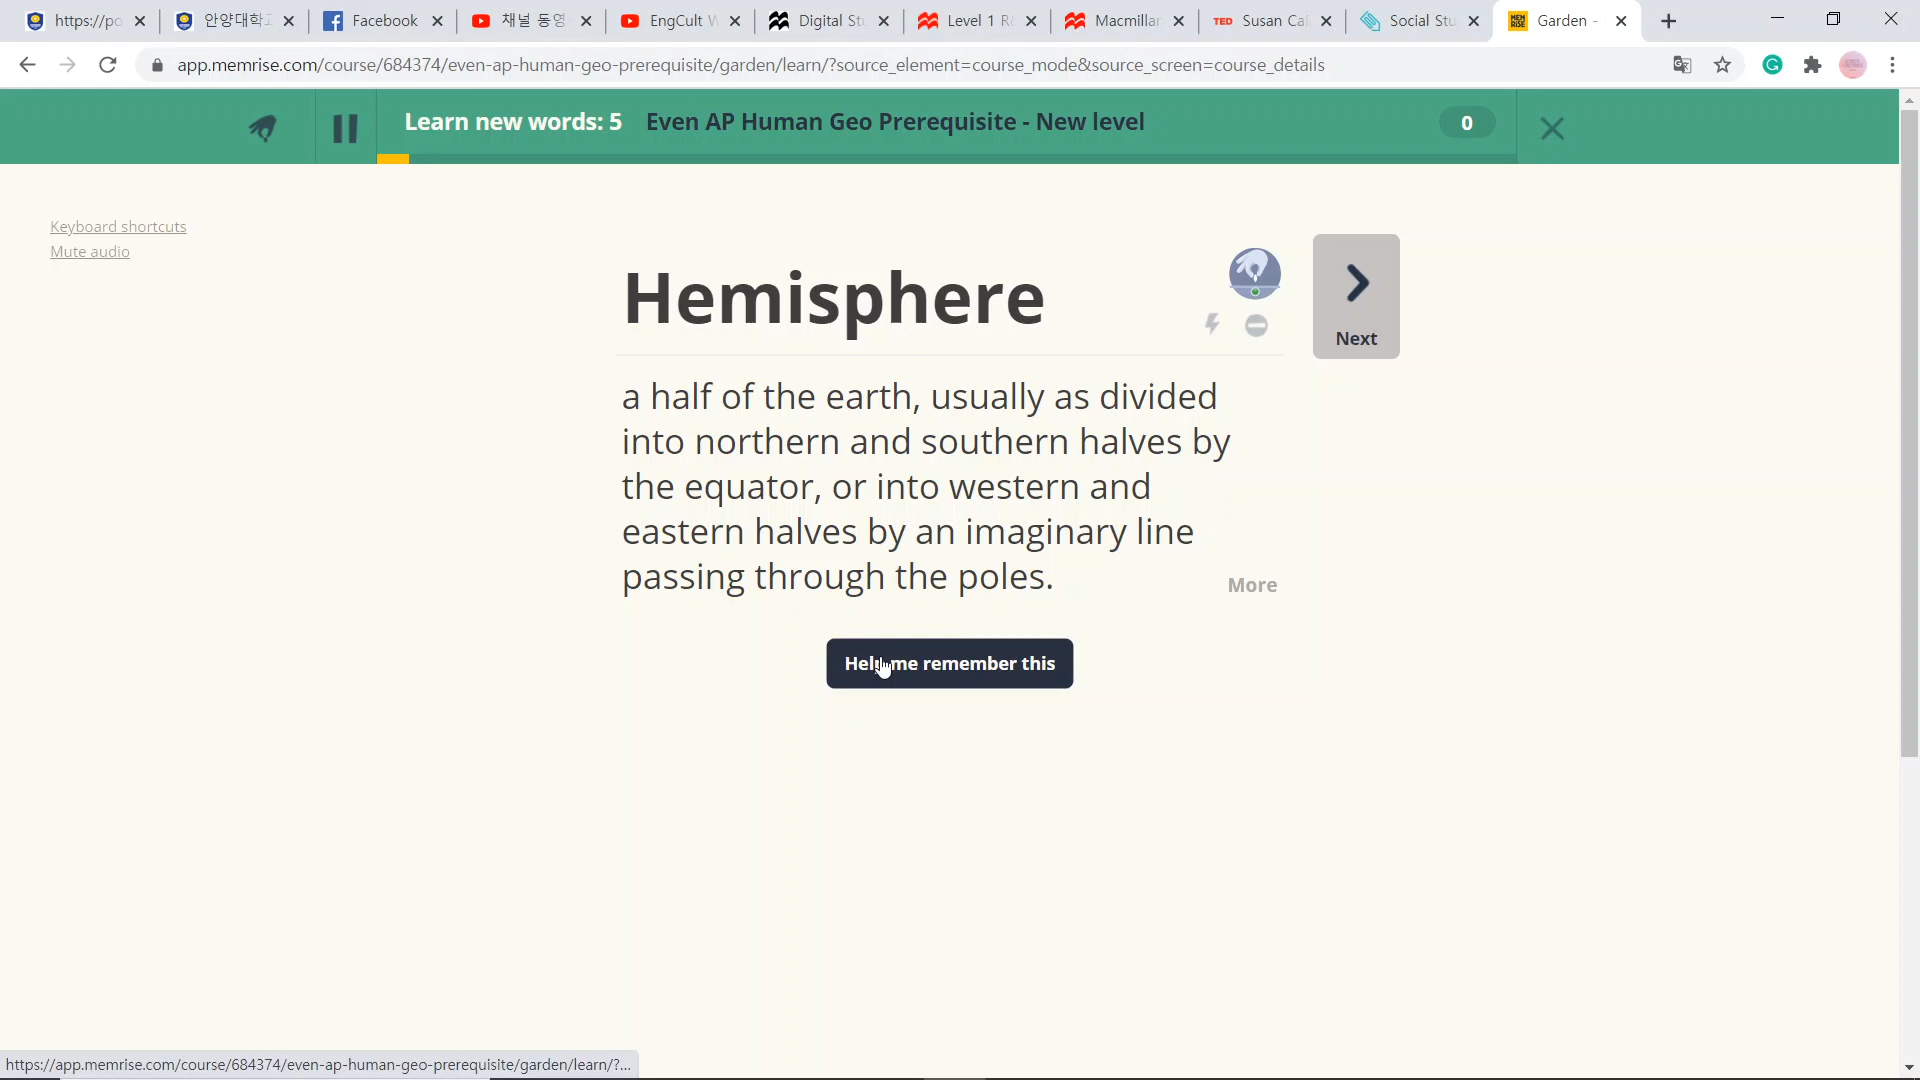 https://po
안양대학교
Facebook
채널 동영
EngCult W
Digital Stu
Level 1 R
Macmillan
TED Susan Cai
Social Stu
Garden -
app.memrise.com/course/684374/even-ap-human-geo-prerequisite/garden/learn/?source_element=course_mode&source_screen=course_details
Learn new words: 5 Even AP Human Geo Prerequisite - New level
0
Keyboard shortcuts
Mute audio
Hemisphere
Next
a half of the earth, usually as divided
into northern and southern halves by
the equator, or into western and
eastern halves by an imaginary line
passing through the poles.
More
Help me remember this
https://app.memrise.com/course/684374/even-ap-human-geo-prerequisite/garden/learn/?...